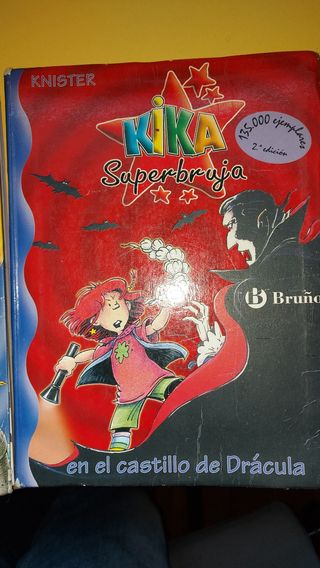 KNISTER
KIKA
Superbruja
135.000 ejemplares
2.ª edición
Bruño
en el castillo de Drácula